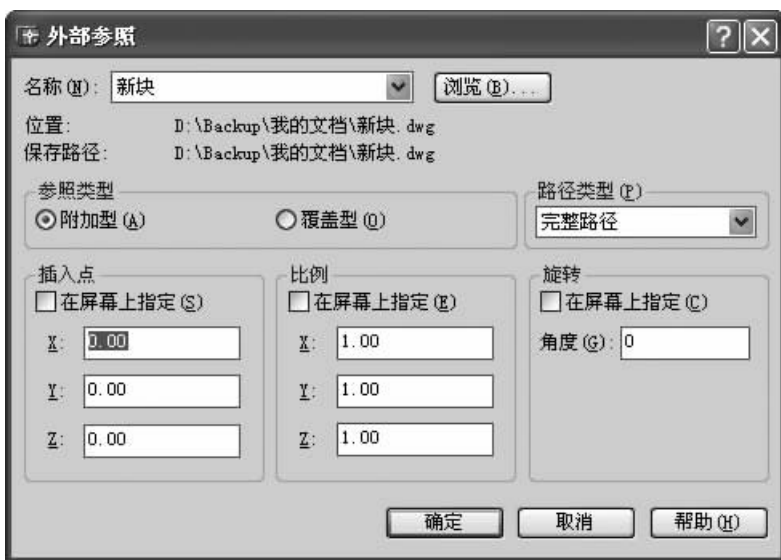 外部参照
名称(N): 新块 浏览(B)...
位置: D:\Backup\我的文档\新块.dwg
保存路径: D:\Backup\我的文档\新块.dwg
参照类型
附加型(A) 覆盖型(O)
路径类型(P)
完整路径
插入点
在屏幕上指定(S)
X: 0.00
Y: 0.00
Z: 0.00
比例
在屏幕上指定(E)
X: 1.00
Y: 1.00
Z: 1.00
旋转
在屏幕上指定(C)
角度(G): 0
确定 取消 帮助(H)